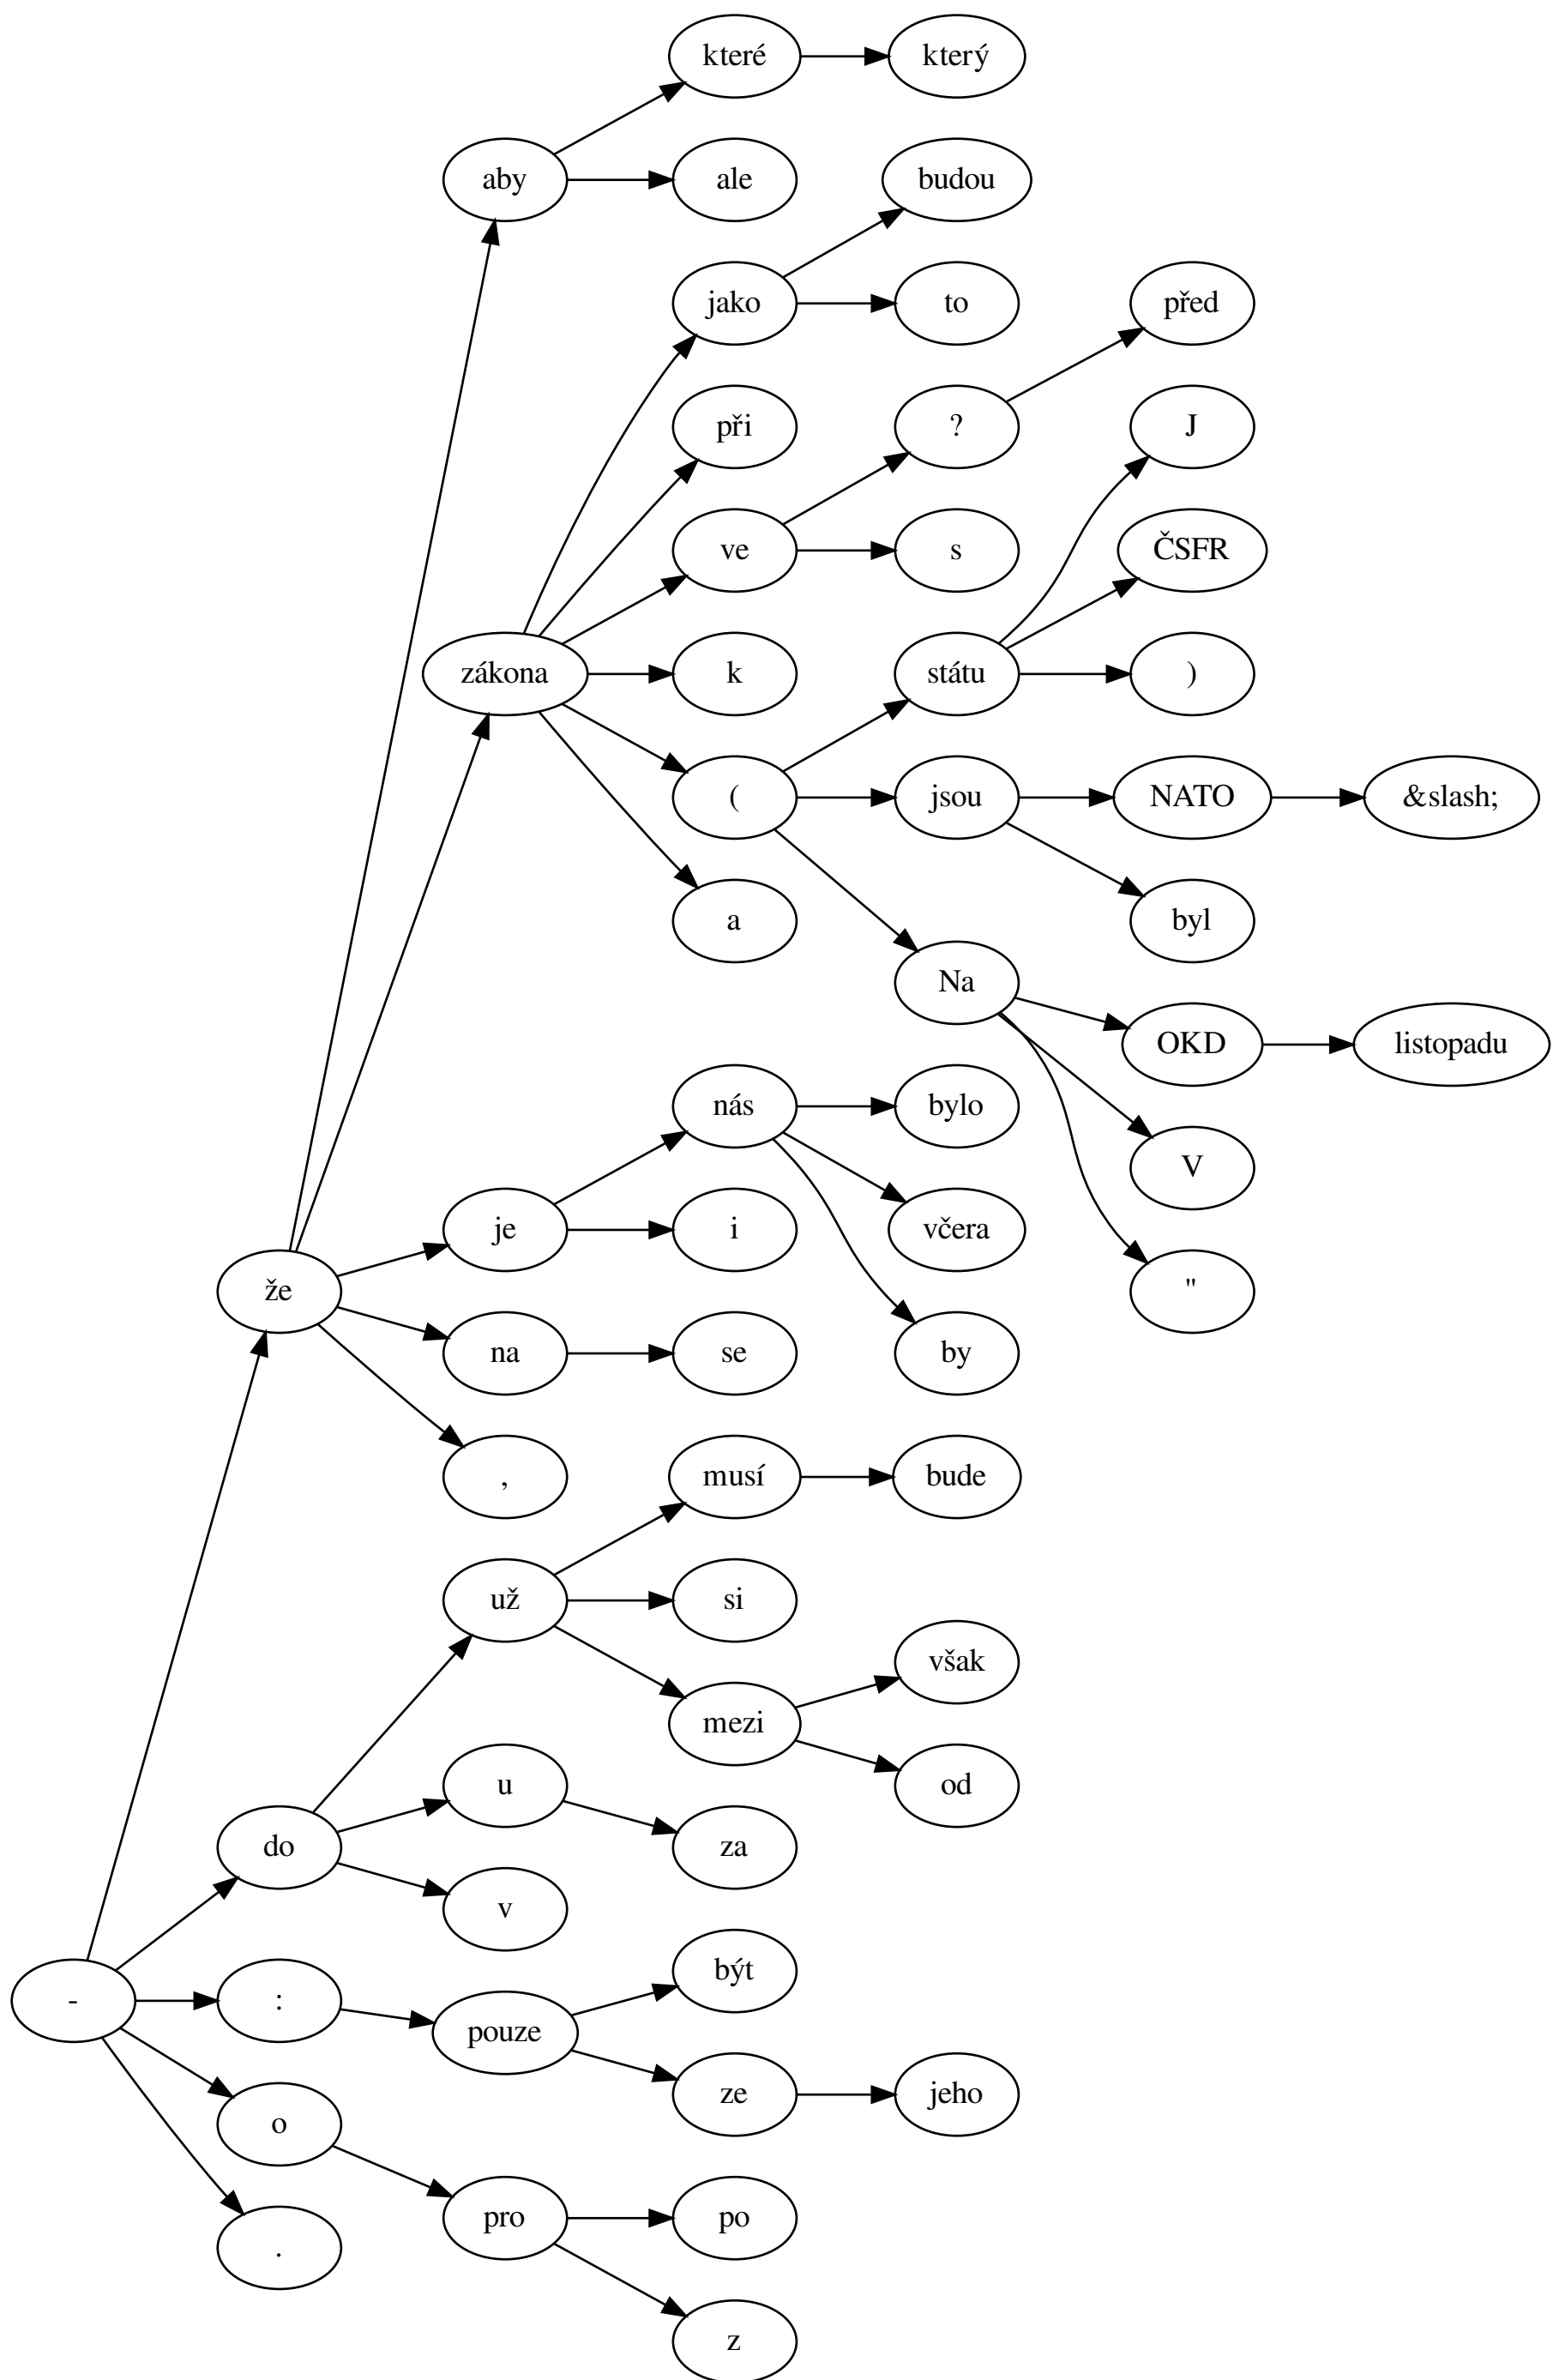 které
který
aby
ale
budou
jako
to
před
při
?
J
ve
s
ČSFR
zákona
k
státu
)
(
jsou
NATO
&slash;
a
byl
Na
OKD
listopadu
nás
bylo
V
je
i
včera
že
"
na
se
by
,
musí
bude
už
si
však
mezi
u
od
do
za
v
být
-
:
pouze
ze
jeho
o
pro
po
.
z